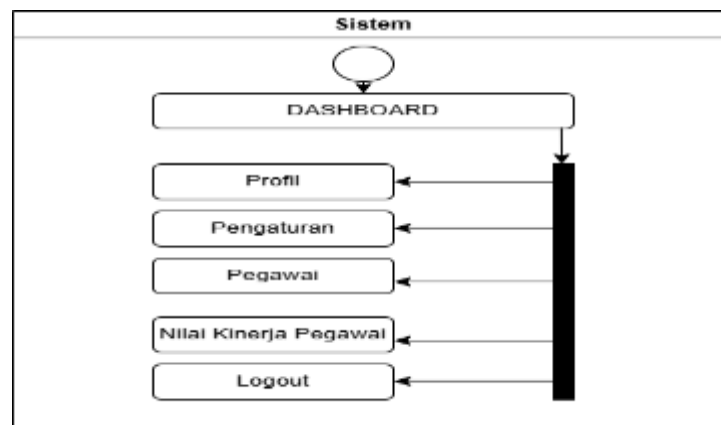 Sistem
DASHBOARD
Profil
Pengaturan
Pegawai
Nilai Kinerja Pegawai
Logout